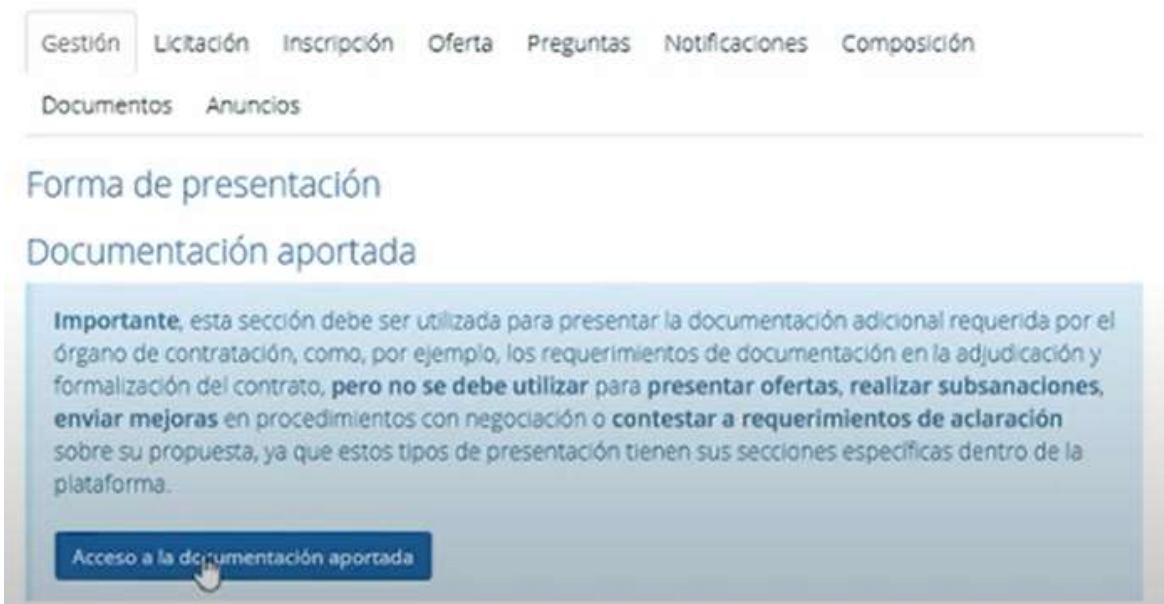 Gestión Licitación Inscripción Oferta Preguntas Notificaciones Composición
Documentos Anuncios
Forma de presentación
Documentación aportada
Importante, esta sección debe ser utilizada para presentar la documentación adicional requerida por el
órgano de contratación, como, por ejemplo, los requerimientos de documentación en la adjudicación y
formalización del contrato, pero no se debe utilizar para presentar ofertas, realizar subsanaciones,
enviar mejoras en procedimientos con negociación o contestar a requerimientos de aclaración
sobre su propuesta, ya que estos tipos de presentación tienen sus secciones específicas dentro de la
plataforma.
Acceso a la documentación aportada